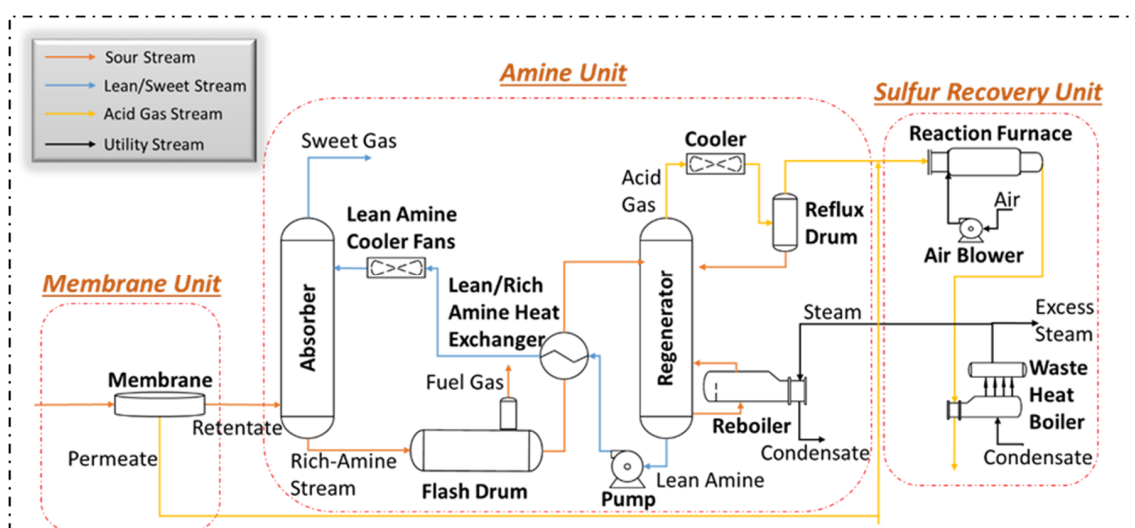 Sour Stream
Lean/Sweet Stream
Acid Gas Stream
Utility Stream
Amine Unit
Sulfur Recovery Unit
Membrane Unit
Sweet Gas
Lean Amine
Cooler Fans
Absorber
Lean/Rich
Amine Heat
Exchanger
Fuel Gas
Membrane
Retentate
Permeate
Rich-Amine
Stream
Flash Drum
Pump
Lean Amine
Acid
Gas
Cooler
Reflux
Drum
Regenerator
Reboiler
Steam
Condensate
Reaction Furnace
Air
Air Blower
Excess
Steam
Waste
Heat
Boiler
Condensate